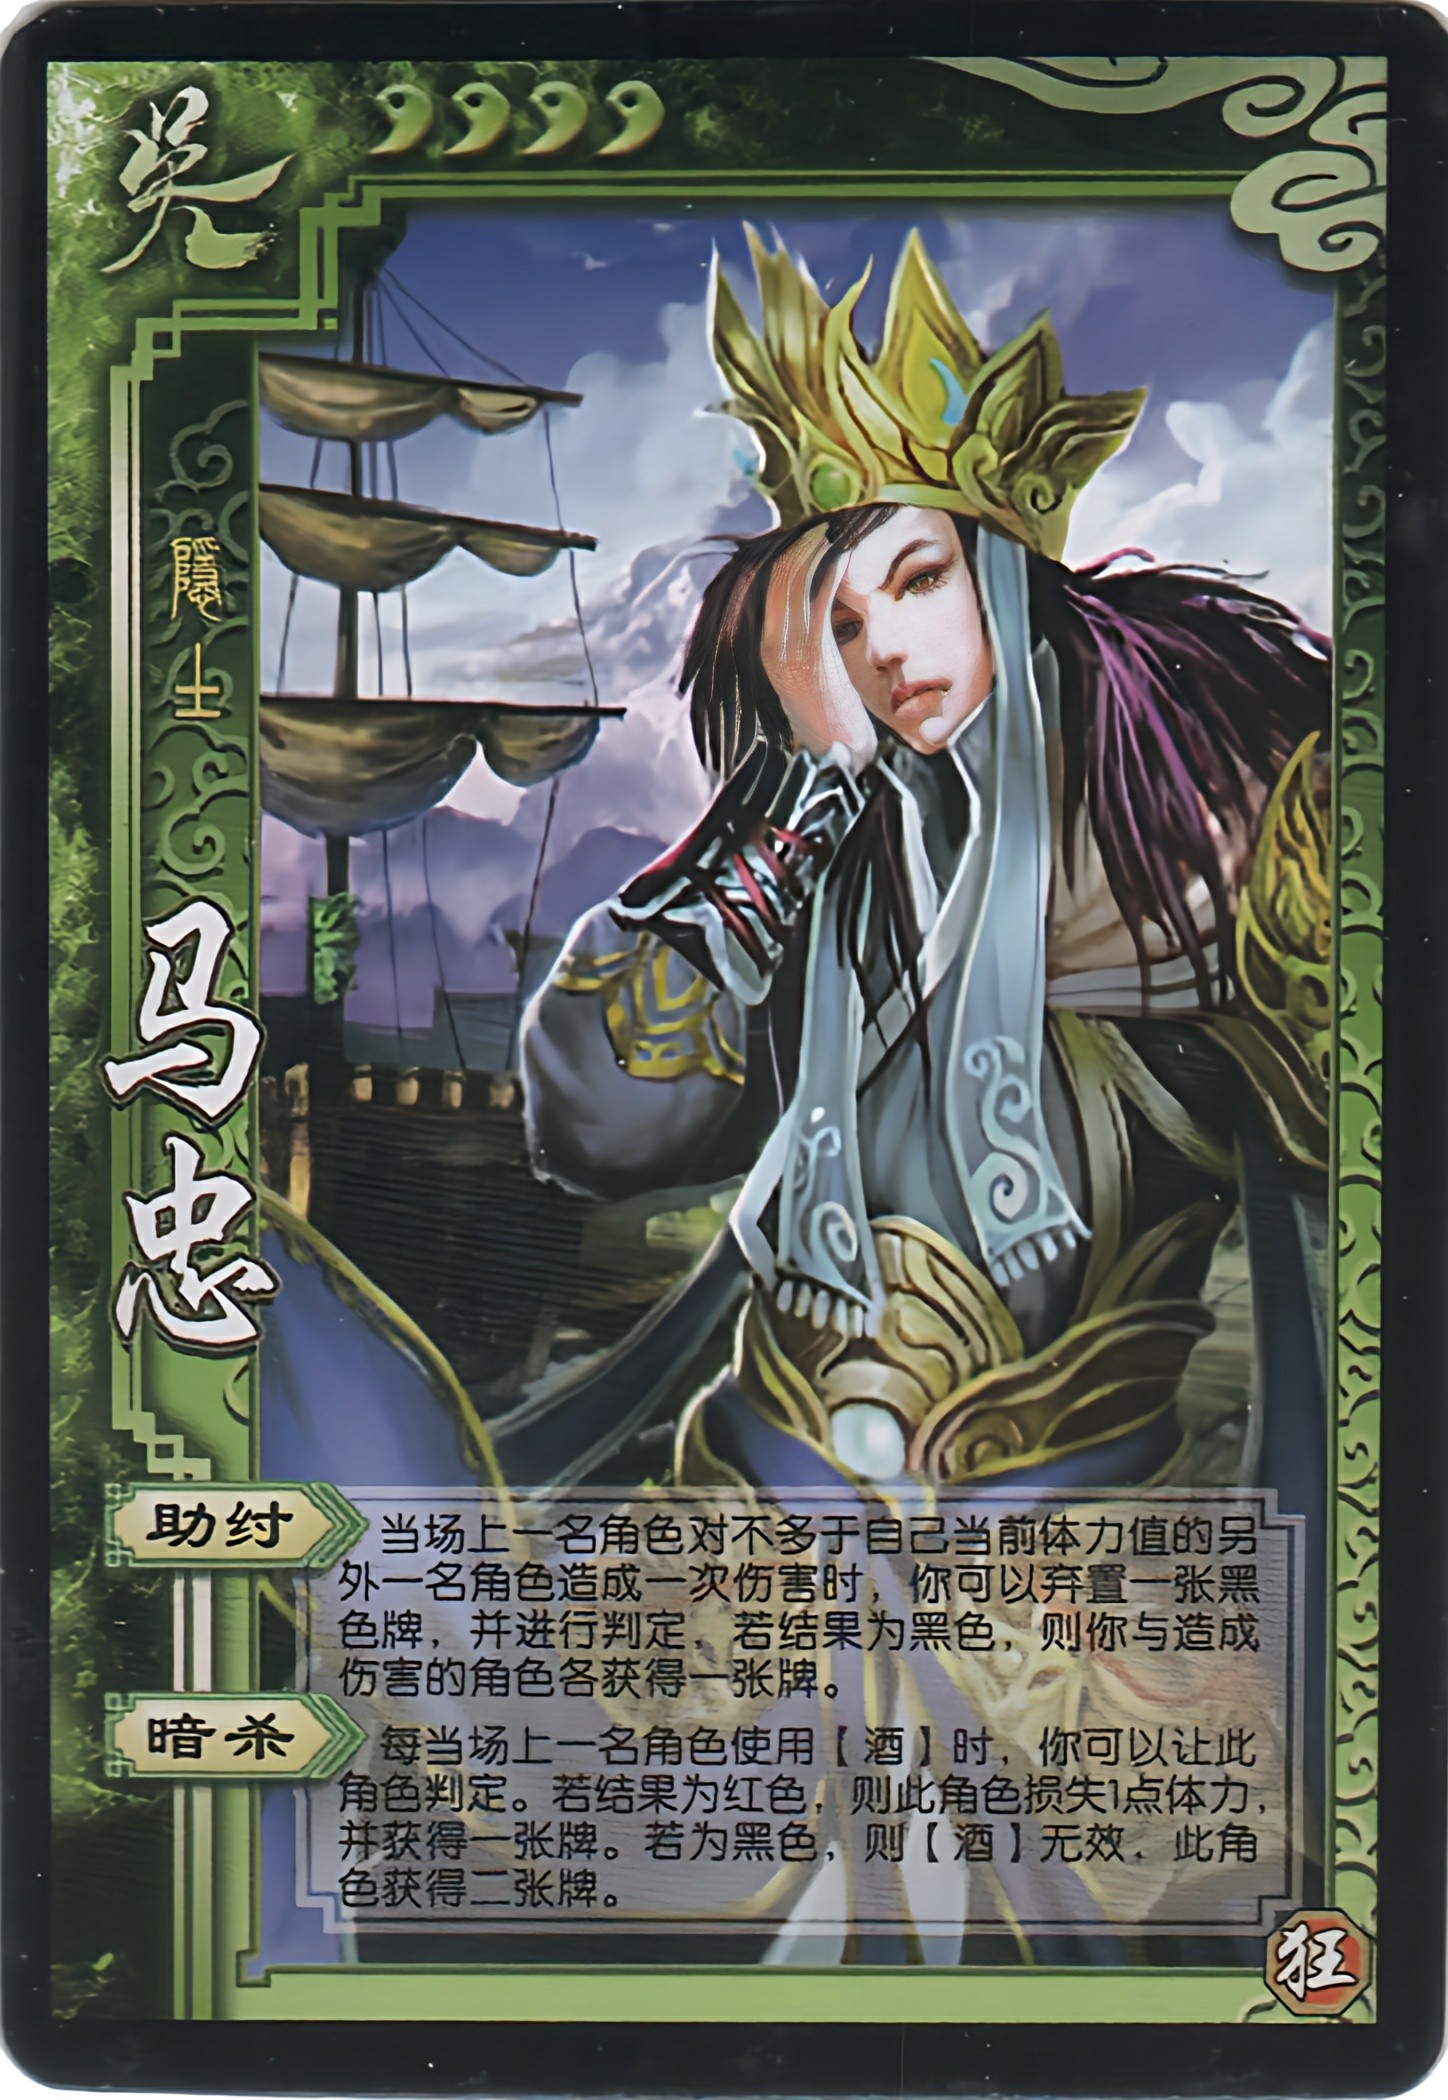 吴
隐士
马忠
助纣
当场上一名角色对不多于自己当前体力值的另
外一名角色造成一次伤害时，你可以弃置一张黑
色牌，并进行判定，若结果为黑色，则你与造成
伤害的角色各获得一张牌。
暗杀
每当场上一名角色使用【酒】时，你可以让此
角色判定。若结果为红色，则此角色损失1点体力，
并获得一张牌。若为黑色，则【酒】无效，此角
色获得二张牌。
狂